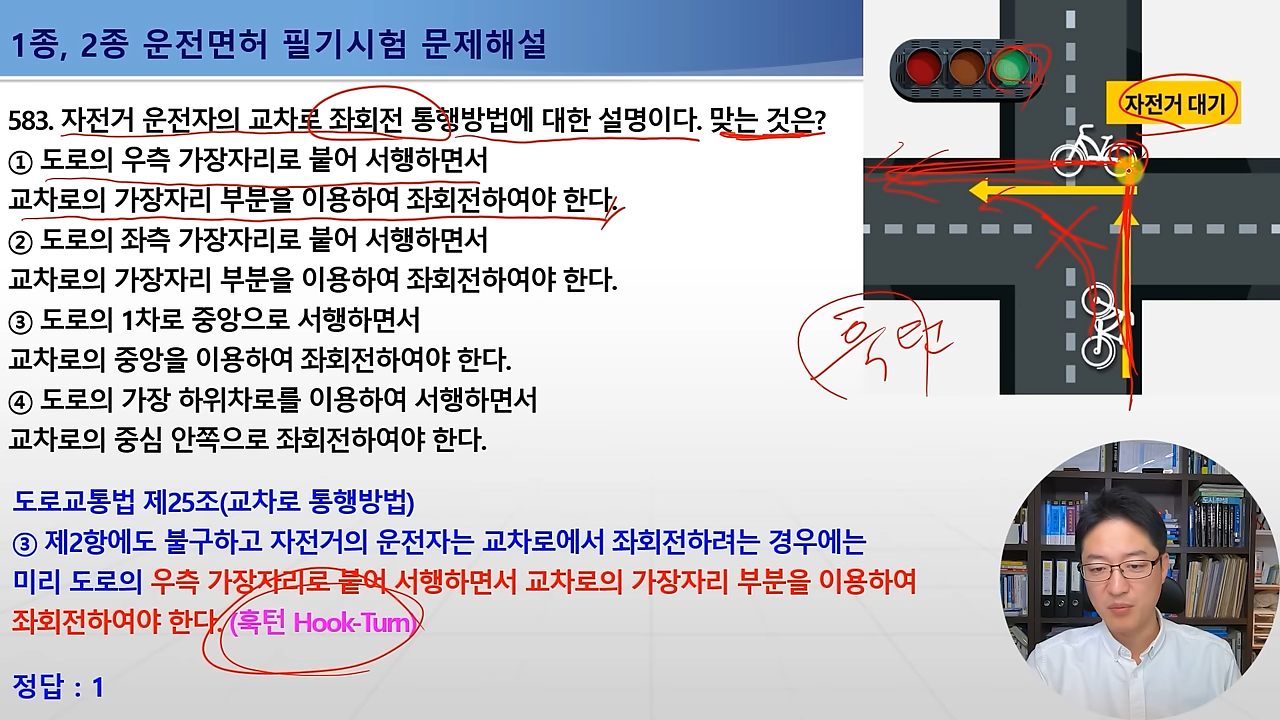 1종, 2종 운전면허 필기시험 문제해설
583. 자전거 운전자의 교차로 좌회전 통행방법에 대한 설명이다. 맞는 것은?
① 도로의 우측 가장자리로 붙어 서행하면서
교차로의 가장자리 부분을 이용하여 좌회전하여야 한다.
② 도로의 좌측 가장자리로 붙어 서행하면서
교차로의 가장자리 부분을 이용하여 좌회전하여야 한다.
③ 도로의 1차로 중앙으로 서행하면서
교차로의 중앙을 이용하여 좌회전하여야 한다.
④ 도로의 가장 하위차로를 이용하여 서행하면서
교차로의 중심 안쪽으로 좌회전하여야 한다.
도로교통법 제25조(교차로 통행방법)
③ 제2항에도 불구하고 자전거의 운전자는 교차로에서 좌회전하려는 경우에는
미리 도로의 우측 가장자리로 붙어 서행하면서 교차로의 가장자리 부분을 이용하여
좌회전하여야 한다. (훅턴 Hook-Turn)
정답 : 1
자전거 대기
훅턴